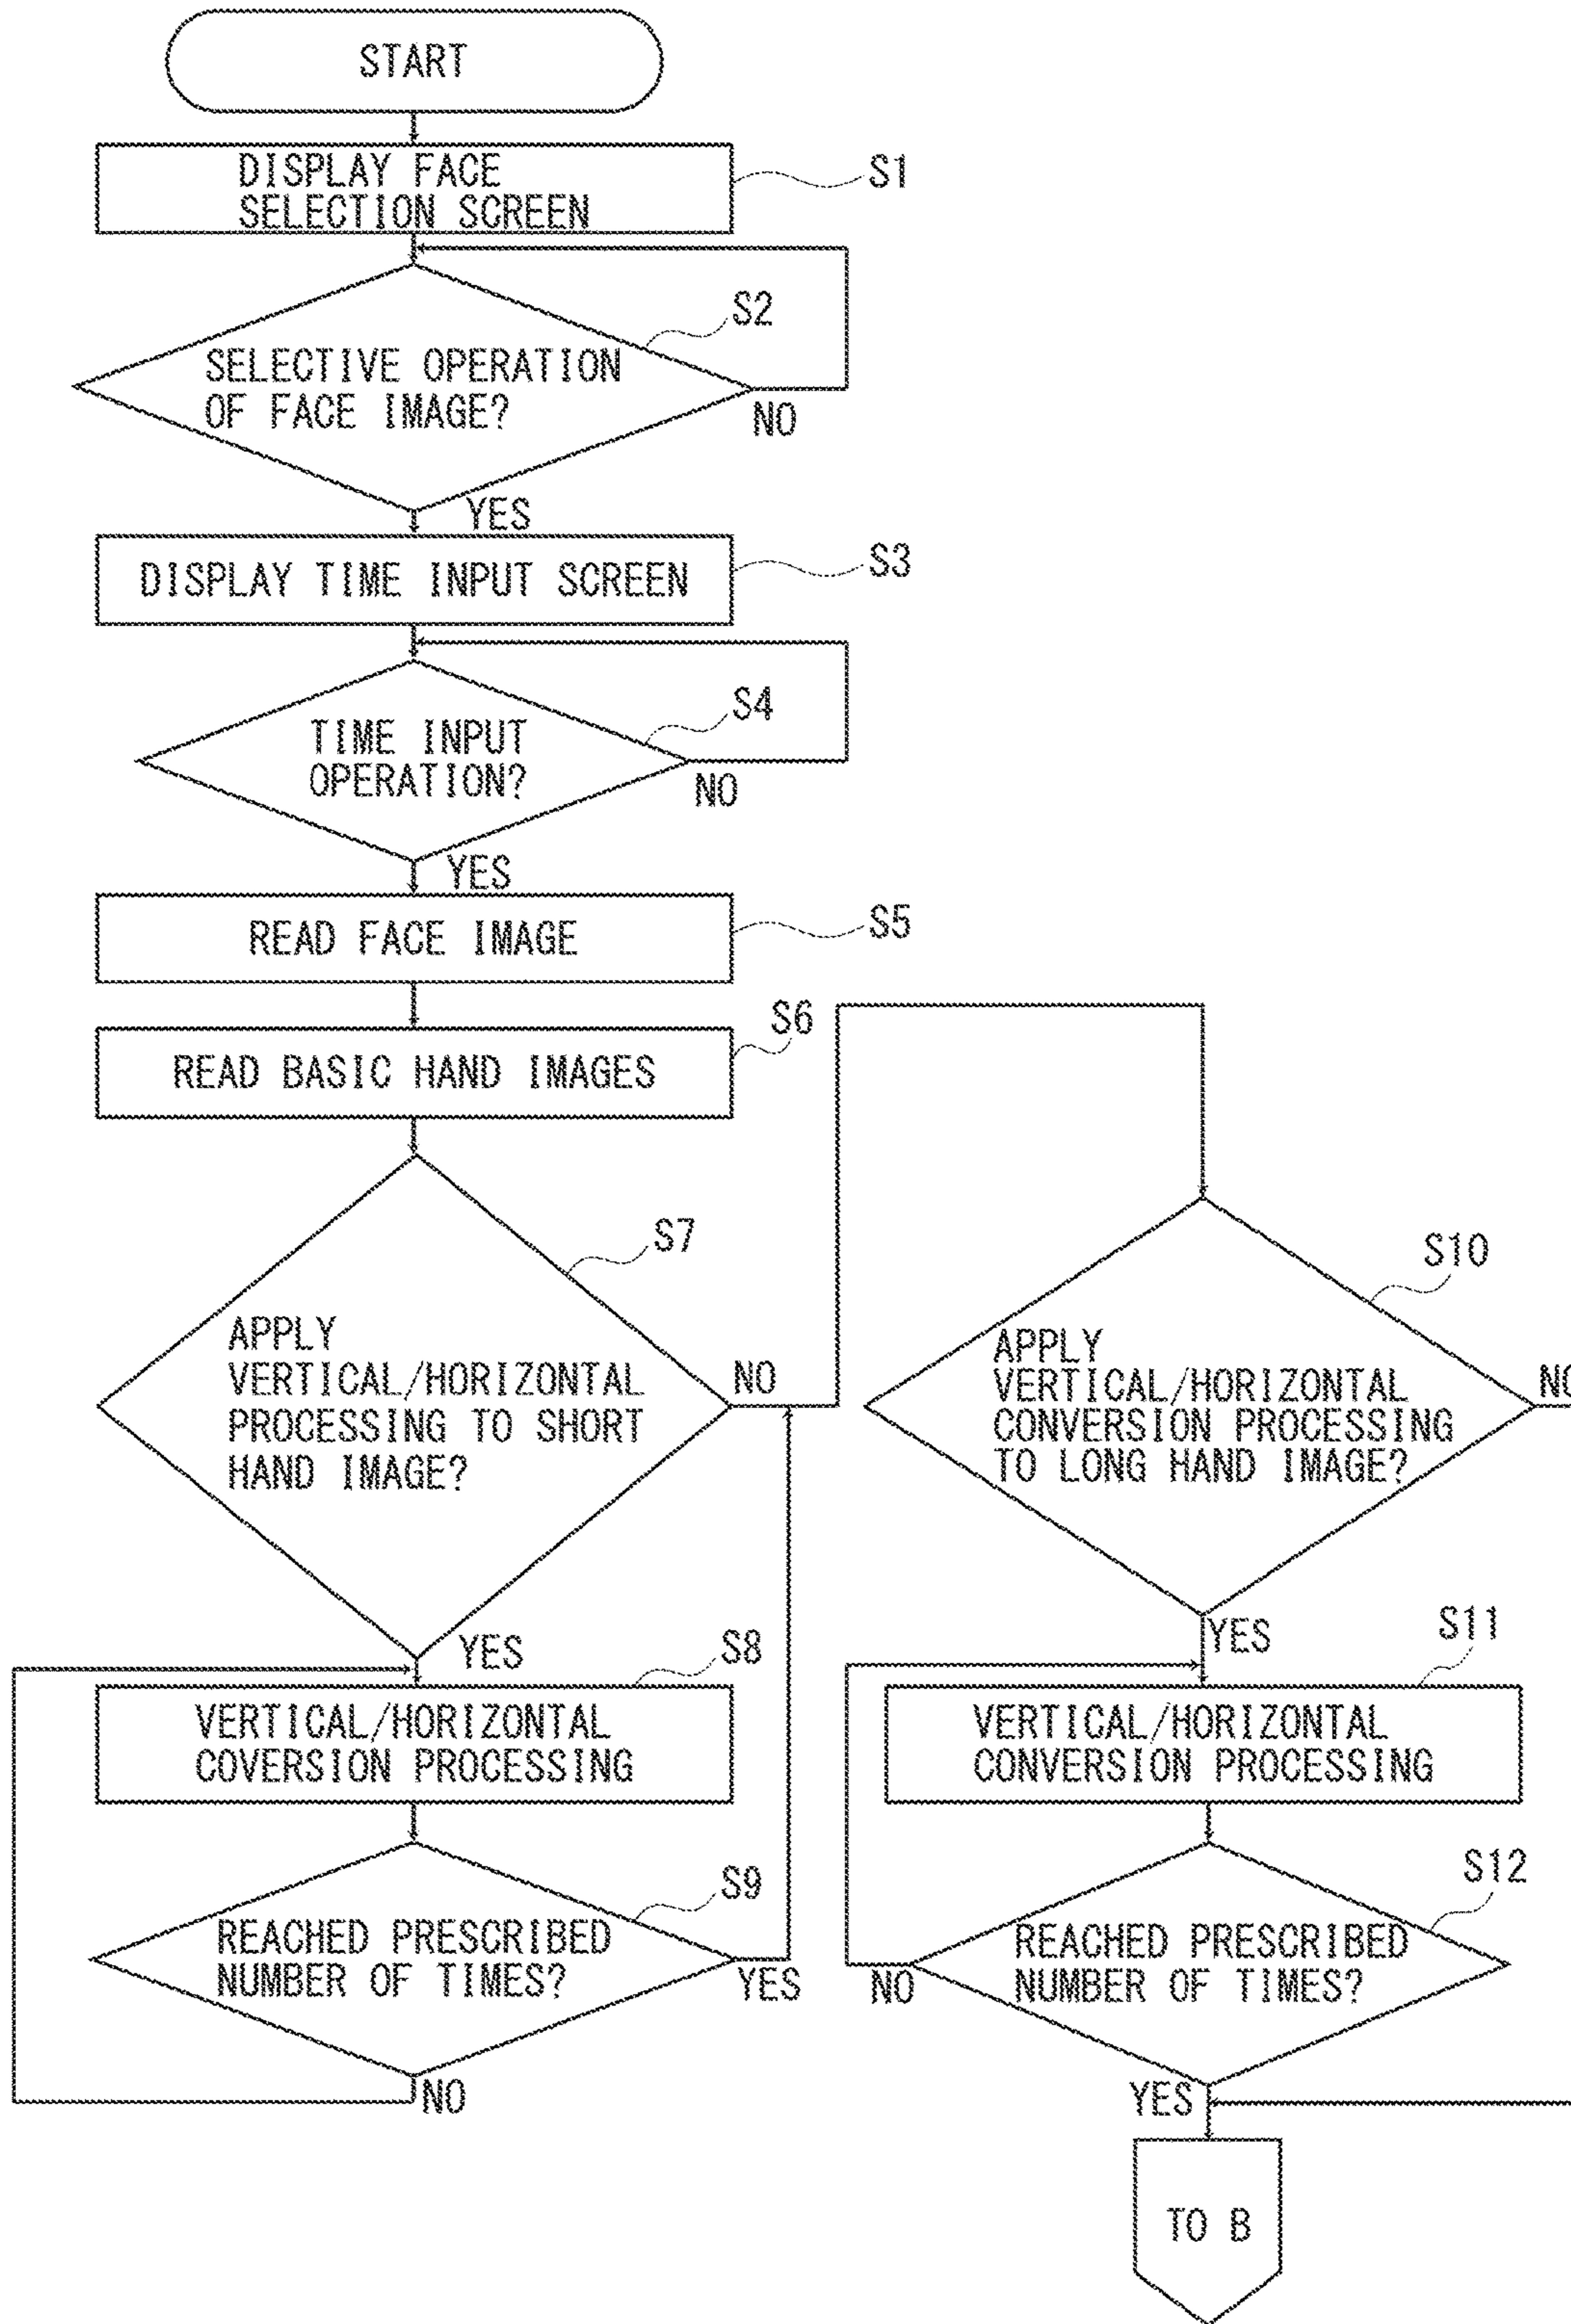 START
DISPLAY FACE
SELECTION SCREEN
S1
S2
SELECTIVE OPERATION
OF FACE IMAGE?
NO
YES
DISPLAY TIME INPUT SCREEN
S3
S4
TIME INPUT
OPERATION?
NO
YES
READ FACE IMAGE
S5
S6
READ BASIC HAND IMAGES
S7
APPLY
VERTICAL/HORIZONTAL
PROCESSING TO SHORT
HAND IMAGE?
NO
YES
S8
VERTICAL/HORIZONTAL
COVERSION PROCESSING
S9
REACHED PRESCRIBED
NUMBER OF TIMES?
YES
NO
S10
APPLY
VERTICAL/HORIZONTAL
CONVERSION PROCESSING
TO LONG HAND IMAGE?
NO
YES
S11
VERTICAL/HORIZONTAL
CONVERSION PROCESSING
S12
REACHED PRESCRIBED
NUMBER OF TIMES?
NO
YES
TO B